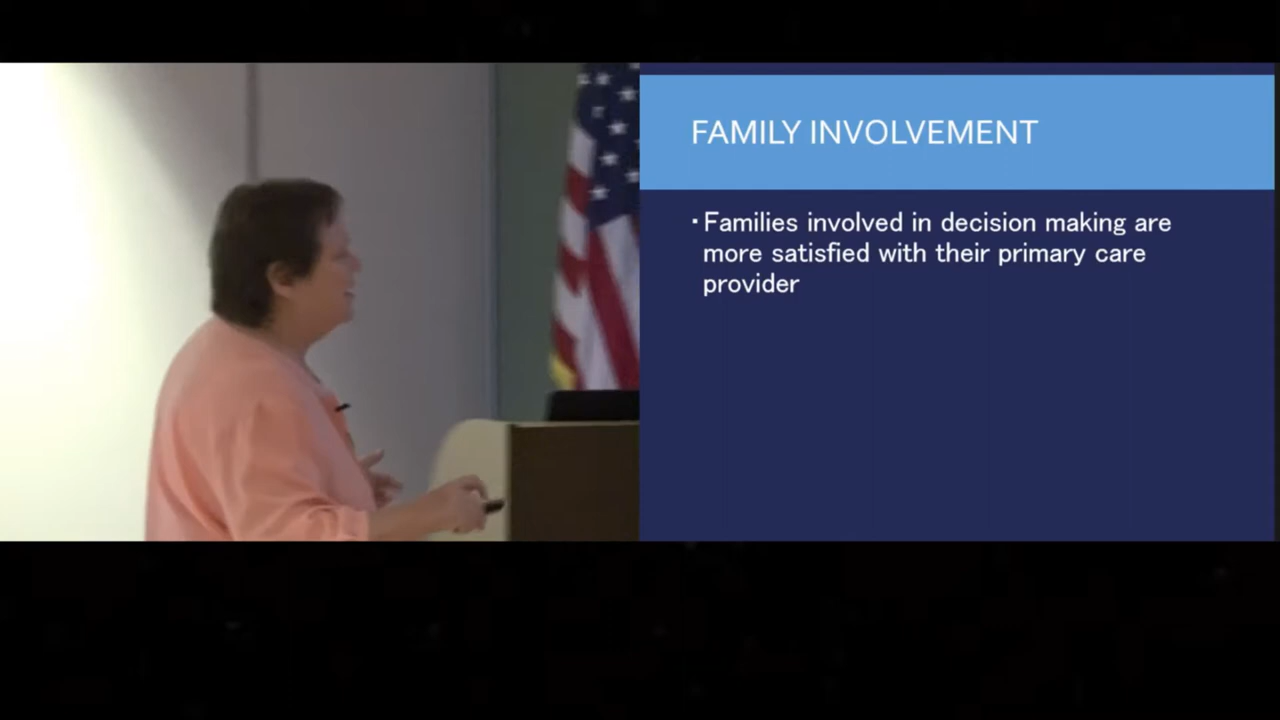 FAMILY INVOLVEMENT
▪ Families involved in decision making are
more satisfied with their primary care
provider